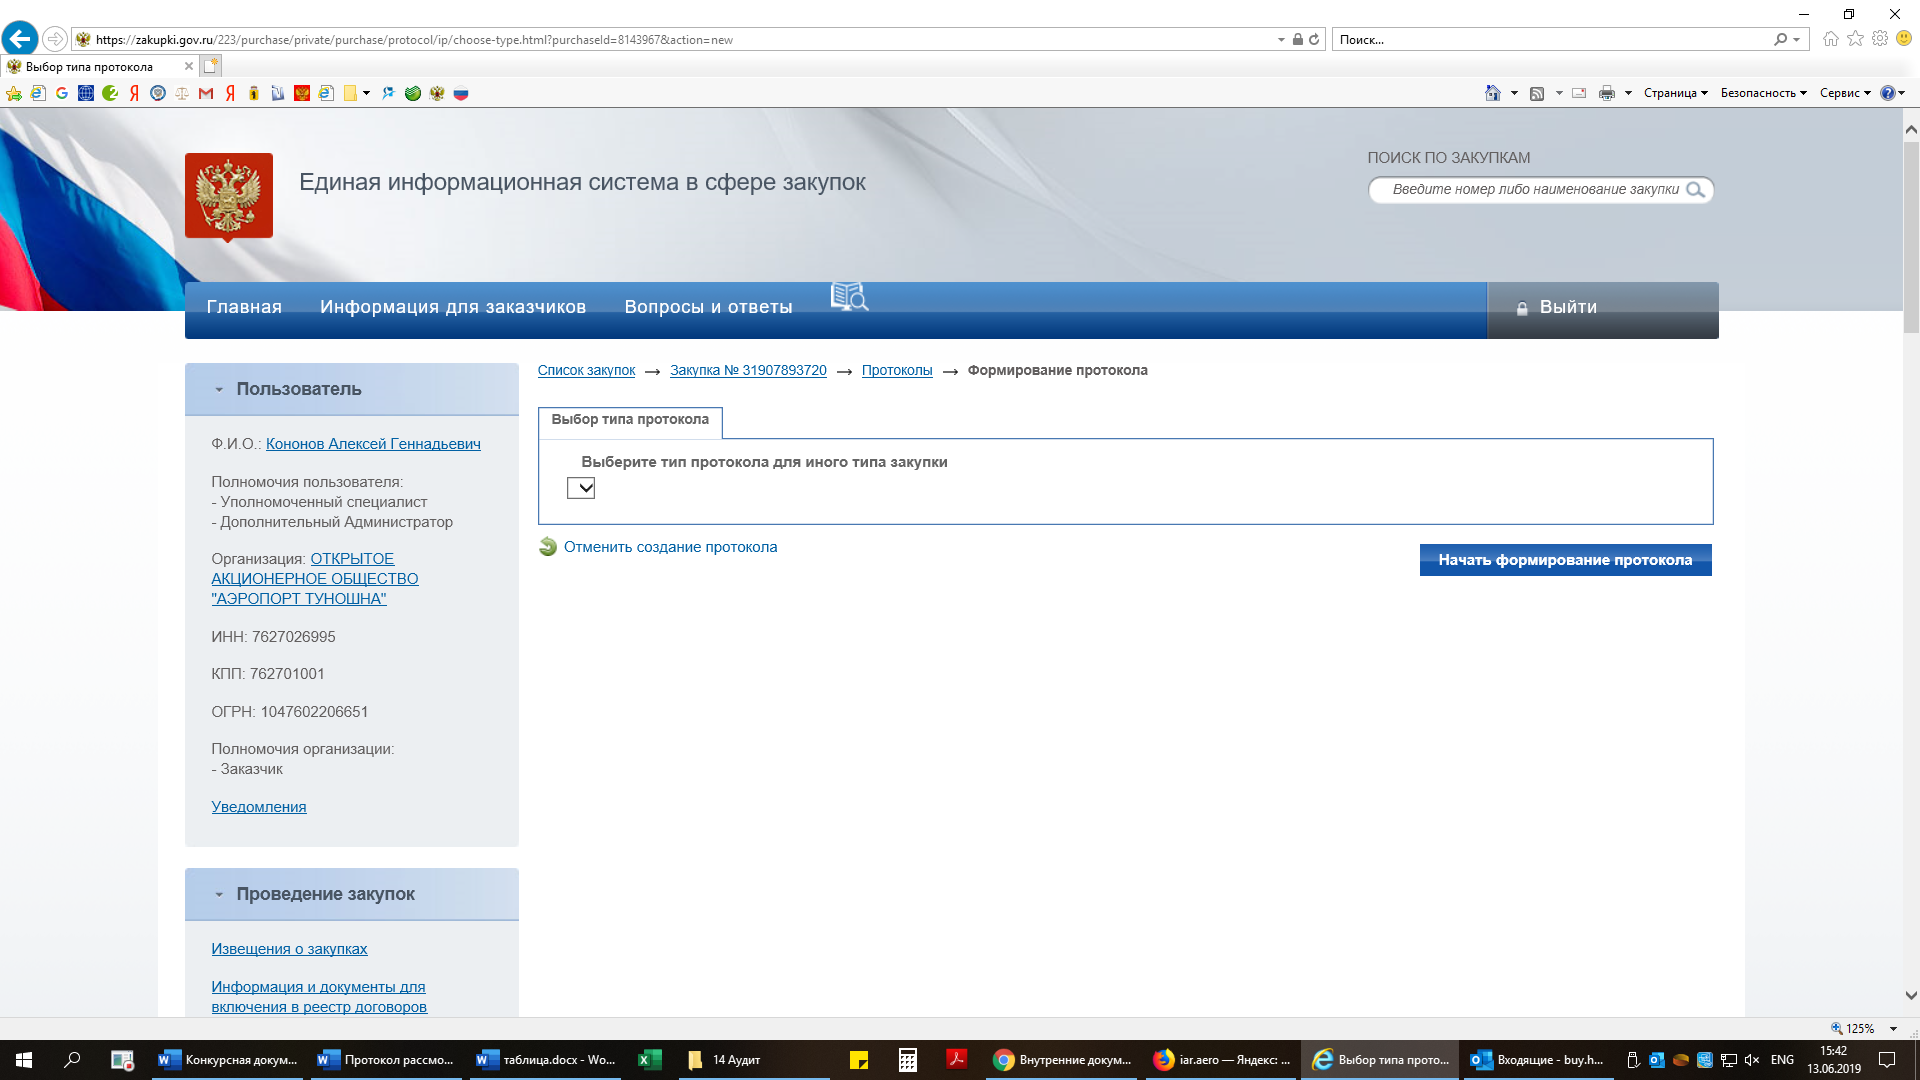 https://zakupki.gov.ru/223/purchase/private/purchase/protocol/ip/choose-type.html?purchaseId=8143967&action=new
Поиск...
Выбор типа протокола
Страница
Безопасность
Сервис
Единая информационная система в сфере закупок
ПОИСК ПО ЗАКУПКАМ
Введите номер либо наименование закупки
Главная
Информация для заказчиков
Вопросы и ответы
Выйти
Пользователь
Ф.И.О.: Кононов Алексей Геннадьевич
Полномочия пользователя:
- Уполномоченный специалист
- Дополнительный Администратор
Организация: ОТКРЫТОЕ
АКЦИОНЕРНОЕ ОБЩЕСТВО
"АЭРОПОРТ ТУНОШНА"
ИНН: 7627026995
КПП: 762701001
ОГРН: 1047602206651
Полномочия организации:
- Заказчик
Уведомления
Проведение закупок
Извещения о закупках
Информация и документы для
включения в реестр договоров
Список закупок → Закупка № 31907893720 → Протоколы → Формирование протокола
Выбор типа протокола
Выберите тип протокола для иного типа закупки
Отменить создание протокола
Начать формирование протокола
125%
Конкурсная докум...
Протокол рассмо...
таблица.docx - Wo...
14 Аудит
Внутренние докум...
iar.aero — Яндекс: ...
Выбор типа прото...
Входящие - buy.h...
ENG
15:42
13.06.2019